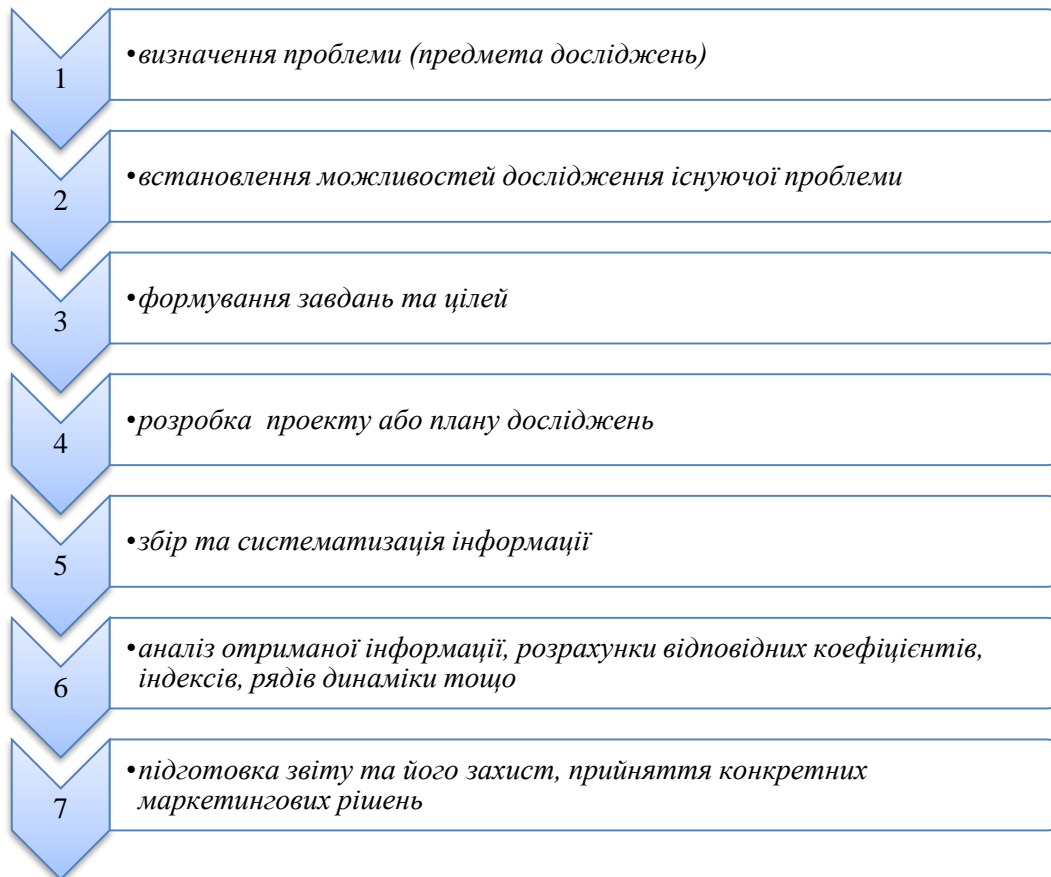 1
•визначення проблеми (предмета досліджень)
2
•встановлення можливостей дослідження існуючої проблеми
3
•формування завдань та цілей
4
•розробка  проекту або плану досліджень
5
•збір та систематизація інформації
6
•аналіз отриманої інформації, розрахунки відповідних коефіцієнтів,
індексів, рядів динаміки тощо
7
•підготовка звіту та його захист, прийняття конкретних
маркетингових рішень